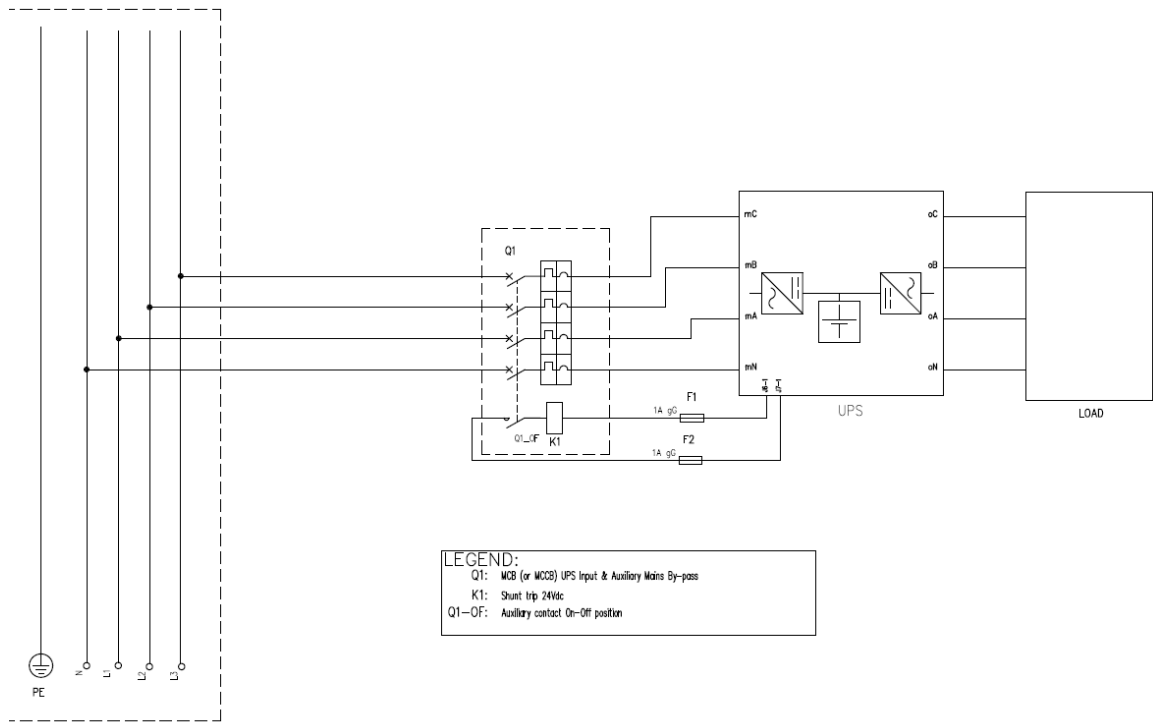 Q1
mC
oC
mB
oB
mA
oA
mN
oN
F1
1A gG
UPS
LOAD
Q1_OF
K1
F2
1A gG
LEGEND:
Q1: MCB (or MCCB) UPS Input & Auxiliary Mains By-pass
K1: Shunt trip 24Vdc
Q1-OF: Auxiliary contact On-Off position
N
L1
L2
L3
PE